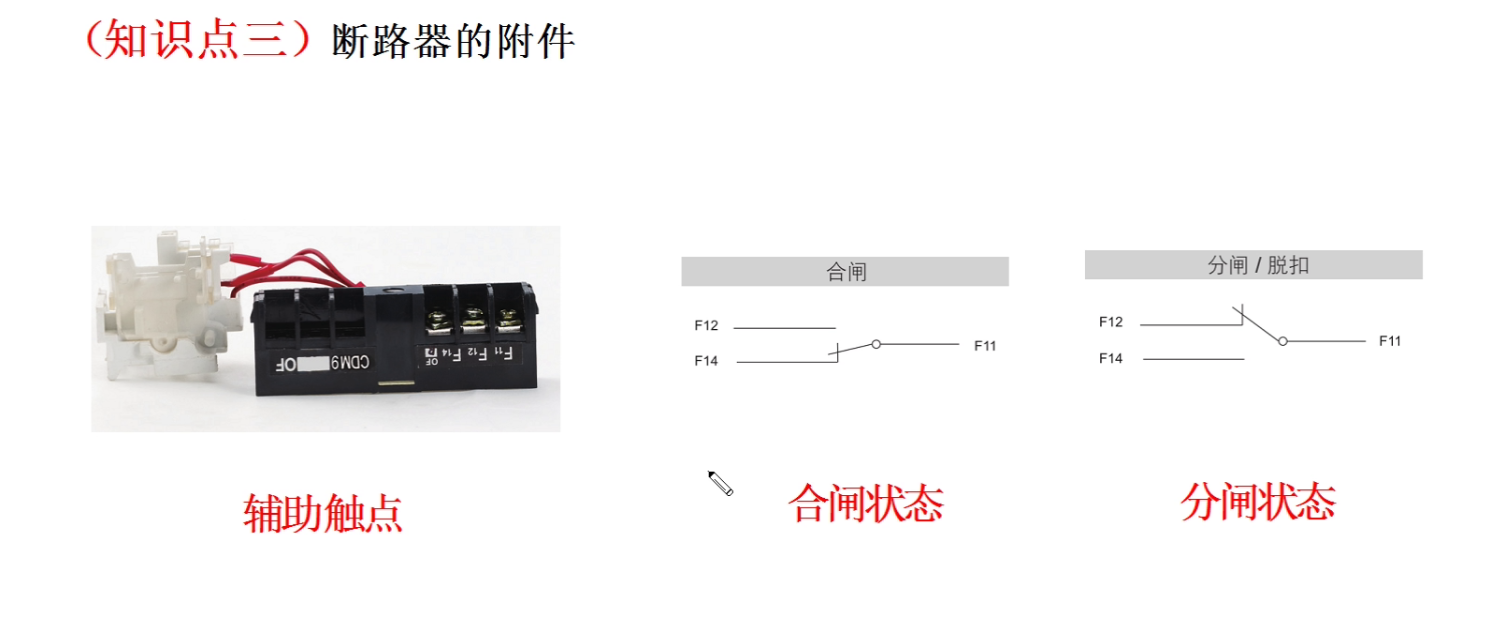 （知识点三）断路器的附件
合闸
F12
F14
F11
分闸 / 脱扣
F12
F14
F11
CDM9
OF
F14 F12 F11
OF
辅助触点
合闸状态
分闸状态